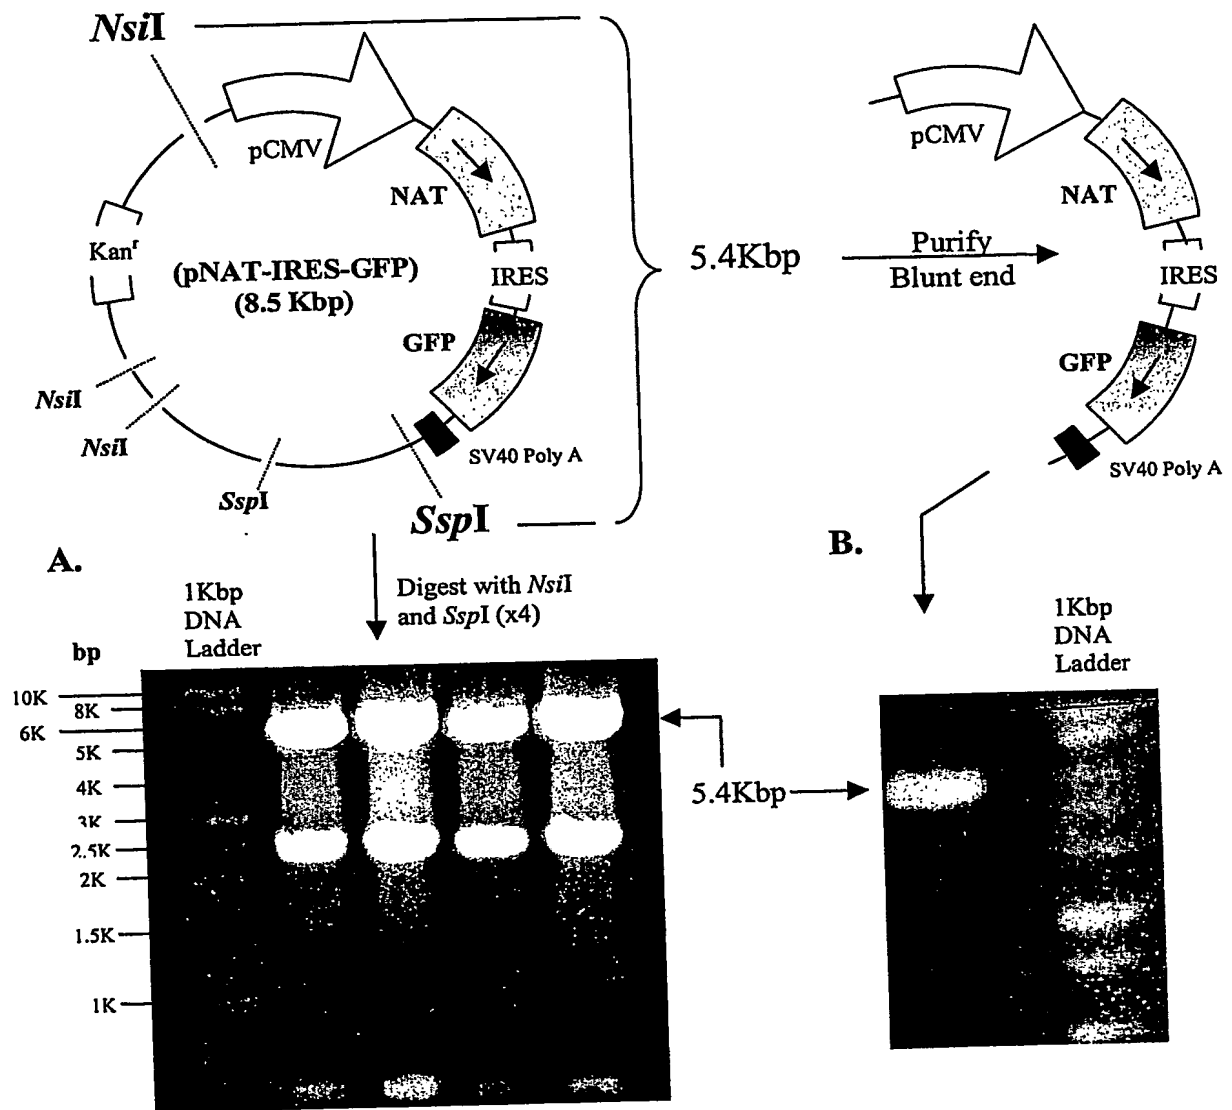 NsiI
pCMV
NAT
Kanʳ
(pNAT-IRES-GFP)
(8.5 Kbp)
IRES
GFP
NsiI
NsiI
SspI
SV40 Poly A
SspI
5.4Kbp
Purify
Blunt end
pCMV
NAT
IRES
GFP
SV40 Poly A
A.
Digest with NsiI
and SspI (x4)
1Kbp
DNA
Ladder
bp
10K
8K
6K
5K
4K
3K
2.5K
2K
1.5K
1K
5.4Kbp
B.
1Kbp
DNA
Ladder